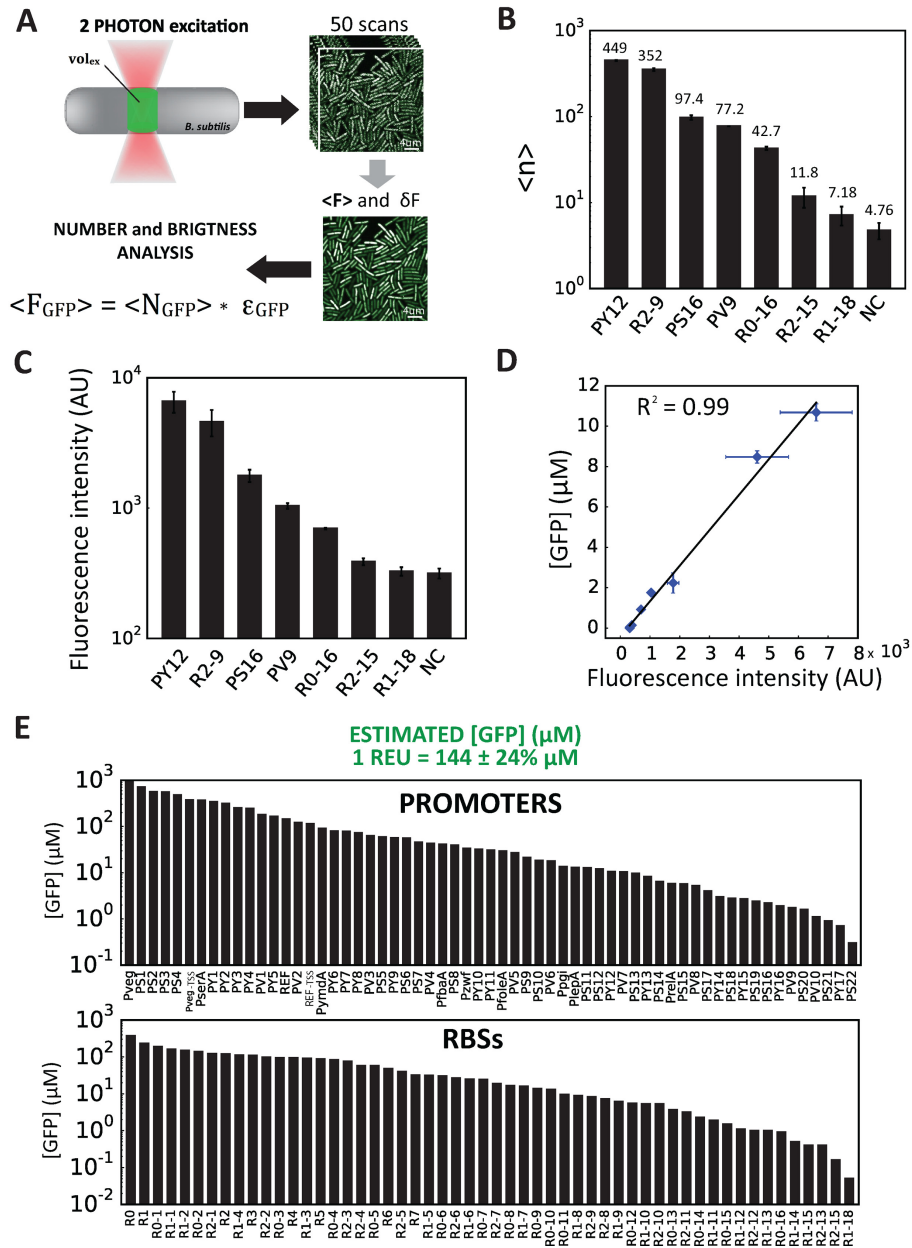 A
2 PHOTON excitation
vol_ex
B. subtilis
50 scans
4um
<F> and δF
4um
NUMBER and BRIGTNESS
ANALYSIS
<F_GFP> = <N_GFP> * ε_GFP
B
<n>
10^3
10^2
10^1
10^0
449
352
97.4
77.2
42.7
11.8
7.18
4.76
PY12
R2-9
PS16
PV9
R0-16
R2-15
R1-18
NC
C
Fluorescence intensity (AU)
10^4
10^3
10^2
PY12
R2-9
PS16
PV9
R0-16
R2-15
R1-18
NC
D
R^2 = 0.99
[GFP] (μM)
12
10
8
6
4
2
0
0 1 2 3 4 5 6 7 8 x 10^3
Fluorescence intensity (AU)
E
ESTIMATED [GFP] (μM)
1 REU = 144 ± 24% μM
PROMOTERS
[GFP] (μM)
10^3
10^2
10^1
10^0
10^-1
Pveg PS1 PS2 PS3 PS4 Pveg-TSS PserA PY1 PY2 PY3 PY4 PV1 PY5 REF PV2 REF-TSS PymdA PY6 PY7 PY8 PV3 PS5 PY9 PS6 PS7 PV4 PfbaA PS8 Pzwf PY10 PY11 PfoleA PV5 PS9 PS10 PV6 Ppgi PlepA PS11 PS12 PY12 PV7 PS13 PY13 PS14 PrelA PS15 PV8 PS17 PY14 PS18 PY15 PS19 PS16 PY16 PV9 PS20 PV10 PS21 PY17 PS22
RBSs
[GFP] (μM)
10^3
10^2
10^1
10^0
10^-1
10^-2
R0 R1 R0-1 R1-1 R1-2 R0-2 R2-1 R2 R1-4 R3 R2-2 R0-3 R4 R1-3 R5 R0-4 R2-3 R2-4 R0-5 R6 R2-5 R7 R1-5 R0-6 R2-6 R1-6 R0-7 R2-7 R0-8 R1-7 R0-9 R0-10 R0-11 R1-8 R2-9 R2-8 R1-9 R0-12 R1-10 R2-10 R0-13 R2-11 R0-14 R1-11 R0-15 R1-12 R2-12 R1-13 R0-16 R1-14 R1-15 R2-13 R2-15 R1-18